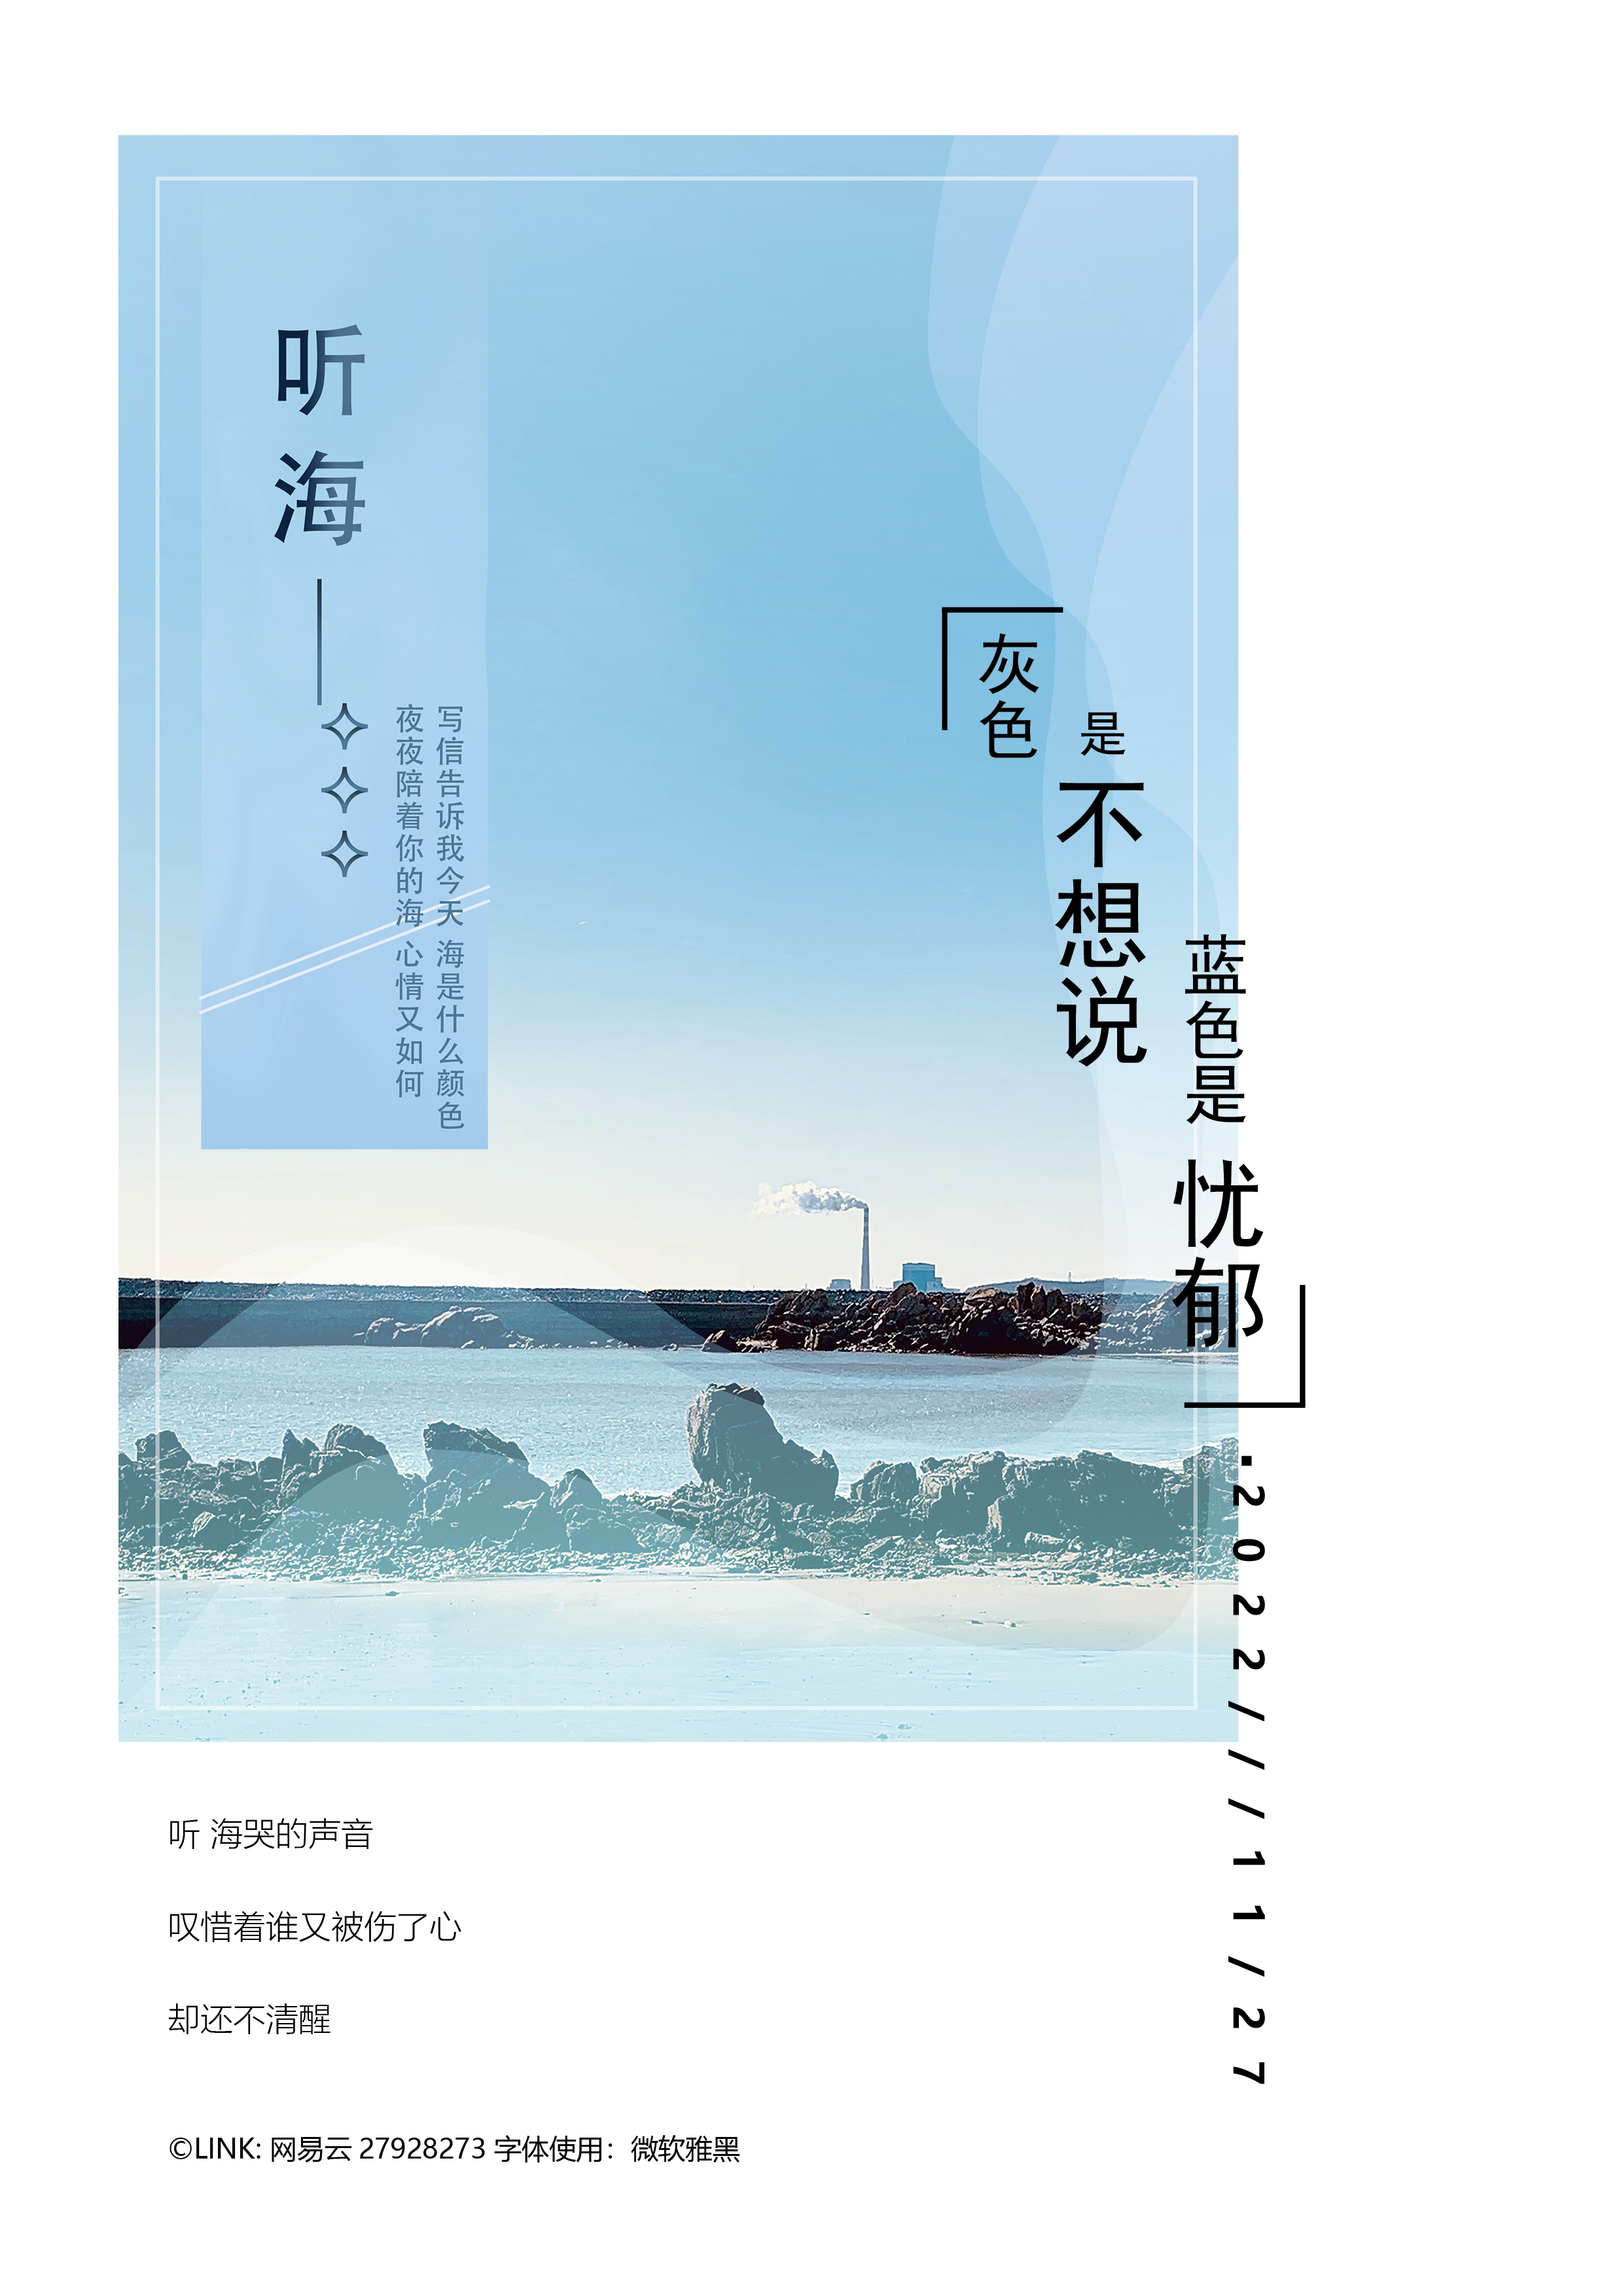 听海
写信告诉我今天 海是什么颜色
夜夜陪着你的海 心情又如何
灰色
是
不想说
蓝色是
忧郁
·2022///11/27
听 海哭的声音
叹惜着谁又被伤了心
却还不清醒
©LINK: 网易云 27928273 字体使用：微软雅黑